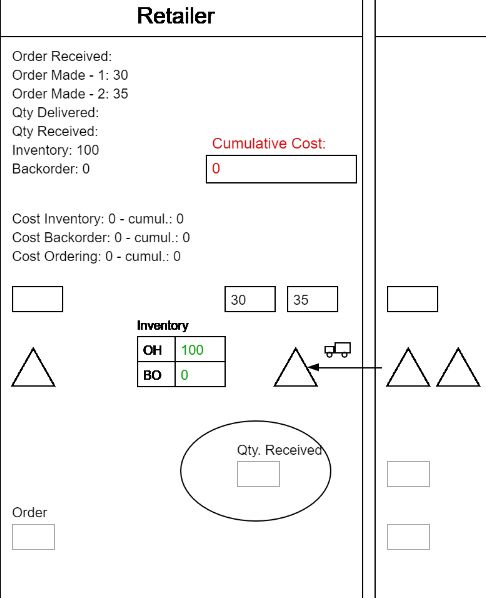 Retailer
Order Received:
Order Made - 1: 30
Order Made - 2: 35
Qty Delivered:
Qty Received:
Inventory: 100
Backorder: 0
Cumulative Cost:
0
Cost Inventory: 0 - cumul.: 0
Cost Backorder: 0 - cumul.: 0
Cost Ordering: 0 - cumul.: 0
30 35
Inventory
OH 100
BO 0
Qty. Received
Order